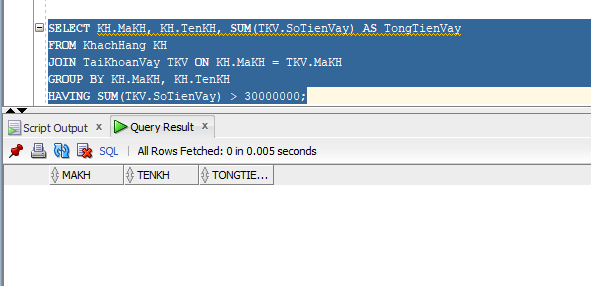 SELECT KH.MaKH, KH.TenKH, SUM(TKV.SoTienVay) AS TongTienVay
FROM KhachHang KH
JOIN TaiKhoanVay TKV ON KH.MaKH = TKV.MaKH
GROUP BY KH.MaKH, KH.TenKH
HAVING SUM(TKV.SoTienVay) > 30000000;
Script Output x Query Result x
SQL | All Rows Fetched: 0 in 0.005 seconds
MAKH TENKH TONGTIE...